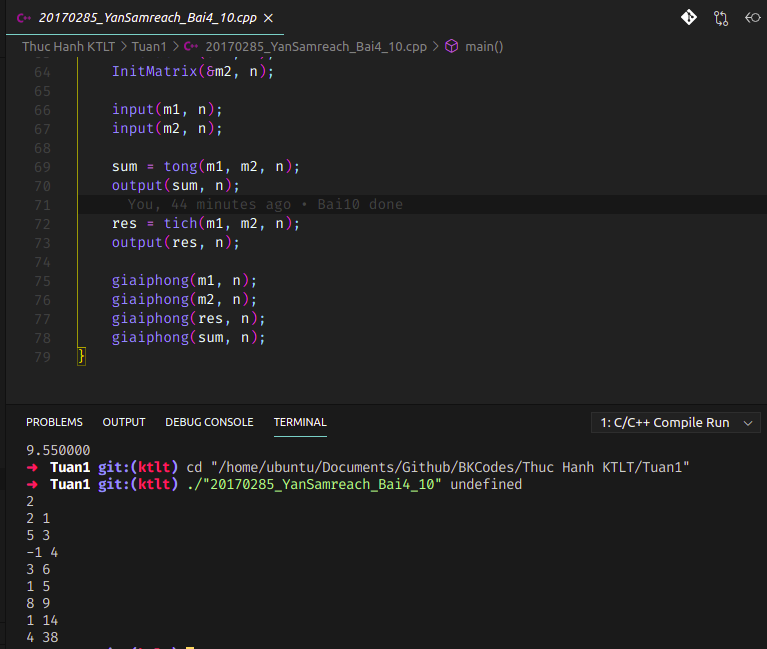 20170285_YanSamreach_Bai4_10.cpp ×
Thuc Hanh KTLT > Tuan1 > 20170285_YanSamreach_Bai4_10.cpp > main()
64 InitMatrix(&m2, n);
65
66 input(m1, n);
67 input(m2, n);
68
69 sum = tong(m1, m2, n);
70 output(sum, n);
71 You, 44 minutes ago • Bai10 done
72 res = tich(m1, m2, n);
73 output(res, n);
74
75 giaiphong(m1, n);
76 giaiphong(m2, n);
77 giaiphong(res, n);
78 giaiphong(sum, n);
79 }
PROBLEMS OUTPUT DEBUG CONSOLE TERMINAL 1: C/C++ Compile Run
9.550000
➜ Tuan1 git:(ktlt) cd "/home/ubuntu/Documents/Github/BKCodes/Thuc Hanh KTLT/Tuan1"
➜ Tuan1 git:(ktlt) ./"20170285_YanSamreach_Bai4_10" undefined
2
2 1
5 3
-1 4
3 6
1 5
8 9
1 14
4 38